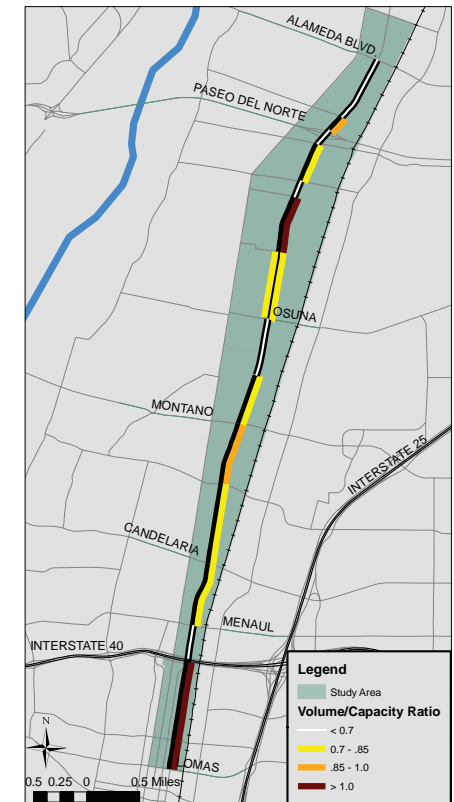 ALAMEDA BLVD.
PASEO DEL NORTE
OSUNA
MONTANO
INTERSTATE 25
CANDELARIA
MENAUL
INTERSTATE 40
Legend
Study Area
Volume/Capacity Ratio
< 0.7
0.7 - .85
.85 - 1.0
> 1.0
N
OMAS
0.5 0.25 0 0.5 Miles